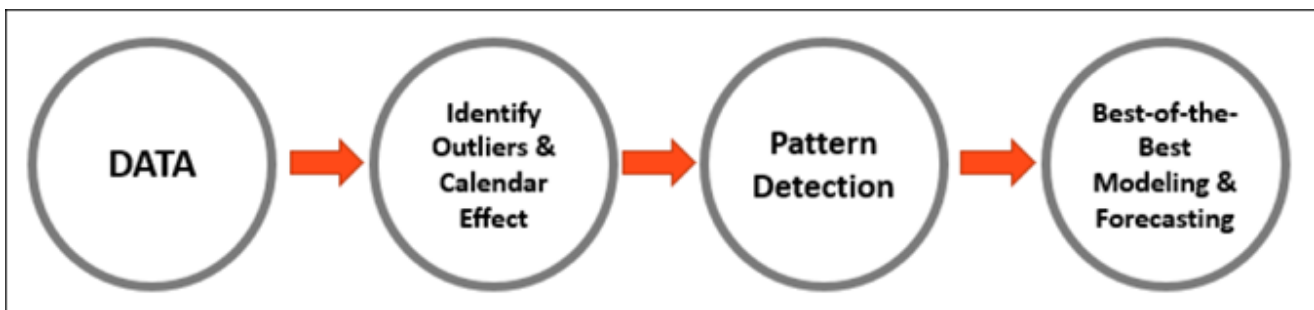 DATA
Identify
Outliers &
Calendar
Effect
Pattern
Detection
Best-of-the-
Best
Modeling &
Forecasting